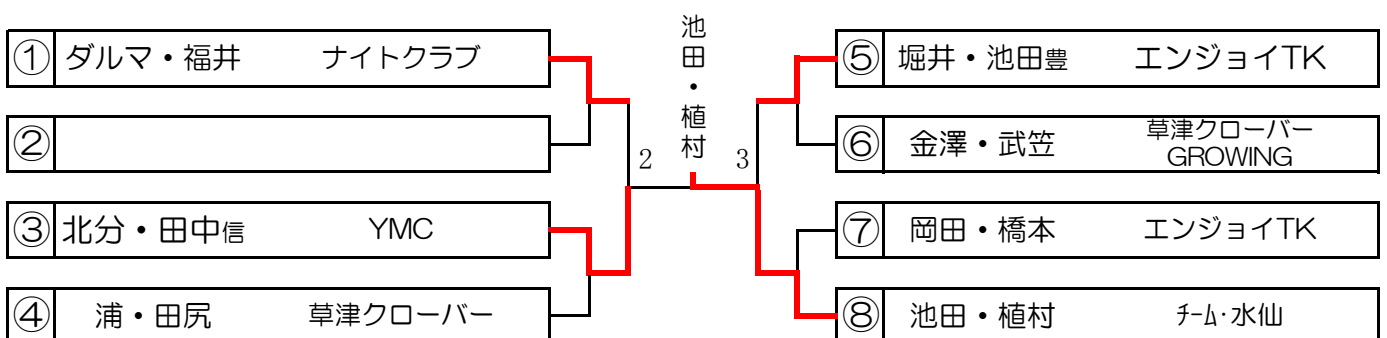 ① ダルマ・福井 ナイトクラブ
②
③ 北分・田中信 YMC
④ 浦・田尻 草津クローバー
池田・植村
2
3
⑤ 堀井・池田豊 エンジョイTK
⑥ 金澤・武笠 草津クローバー
GROWING
⑦ 岡田・橋本 エンジョイTK
⑧ 池田・植村 ﾁｰﾑ･水仙